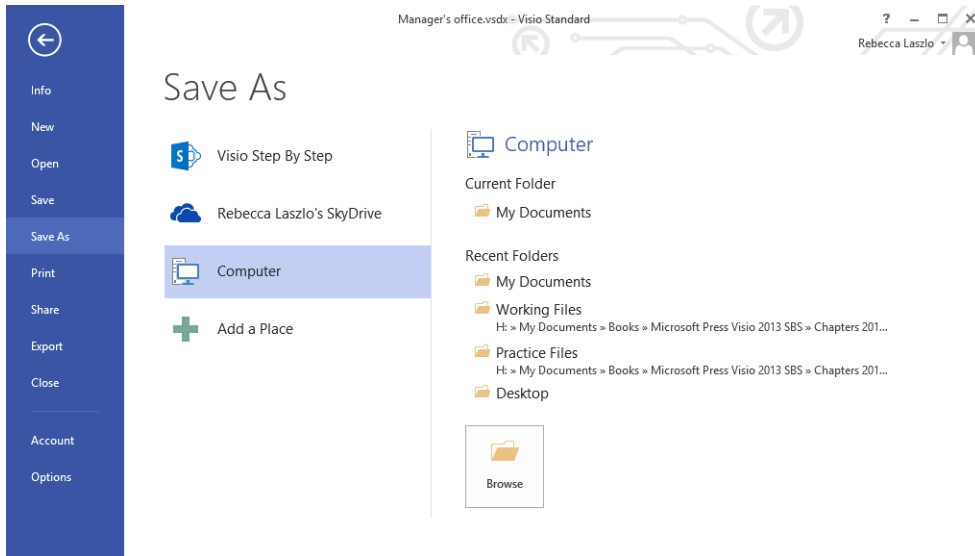 Manager's office.vsdx - Visio Standard
?
Rebecca Laszlo
Info
New
Open
Save
Save As
Print
Share
Export
Close
Account
Options
Save As
S
Visio Step By Step
Rebecca Laszlo's SkyDrive
Computer
Add a Place
Computer
Current Folder
My Documents
Recent Folders
My Documents
Working Files
H: » My Documents » Books » Microsoft Press Visio 2013 SBS » Chapters 201...
Practice Files
H: » My Documents » Books » Microsoft Press Visio 2013 SBS » Chapters 201...
Desktop
Browse